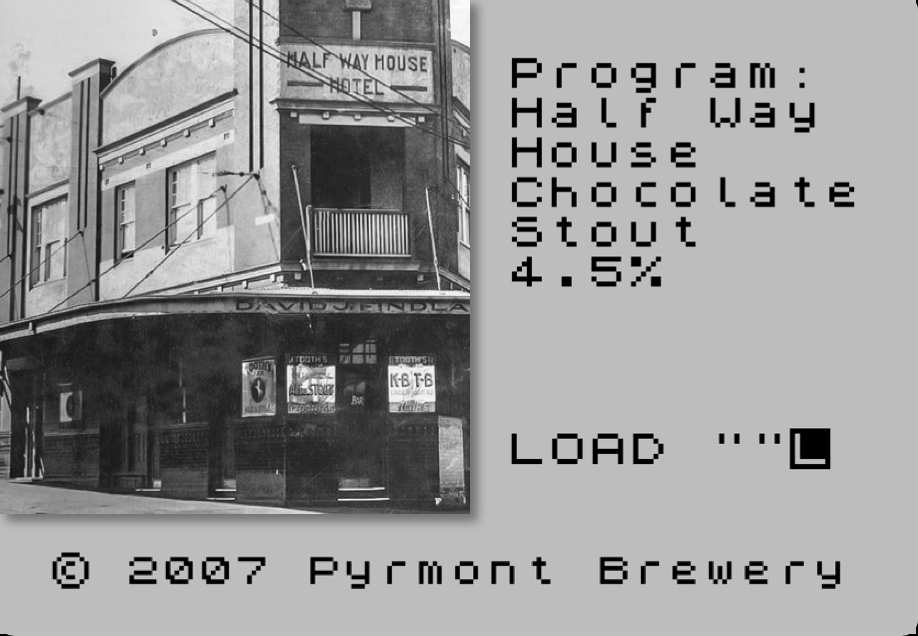 HALF WAY HOUSE
HOTEL
DAVID J. FINDLA
TOOTH'S
STOUT
TOOTH'S
K·B T·B
BAR
Program:
Half Way
House
Chocolate
Stout
4.5%
LOAD ""L
© 2007 Pyrmont Brewery